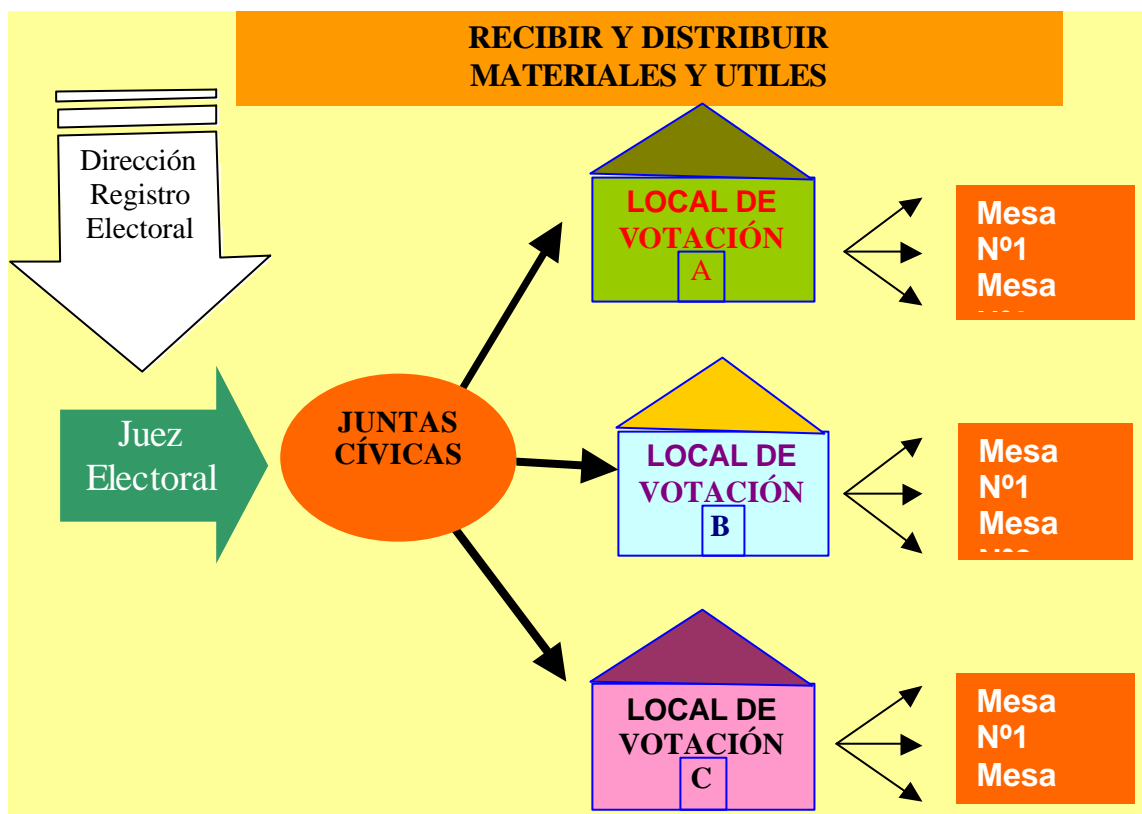 RECIBIR Y DISTRIBUIR
MATERIALES Y UTILES
Dirección
Registro
Electoral
Juez
Electoral
JUNTAS
CÍVICAS
LOCAL DE
VOTACIÓN
A
Mesa
Nº1
Mesa
LOCAL DE
VOTACIÓN
B
Mesa
Nº1
Mesa
LOCAL DE
VOTACIÓN
C
Mesa
Nº1
Mesa